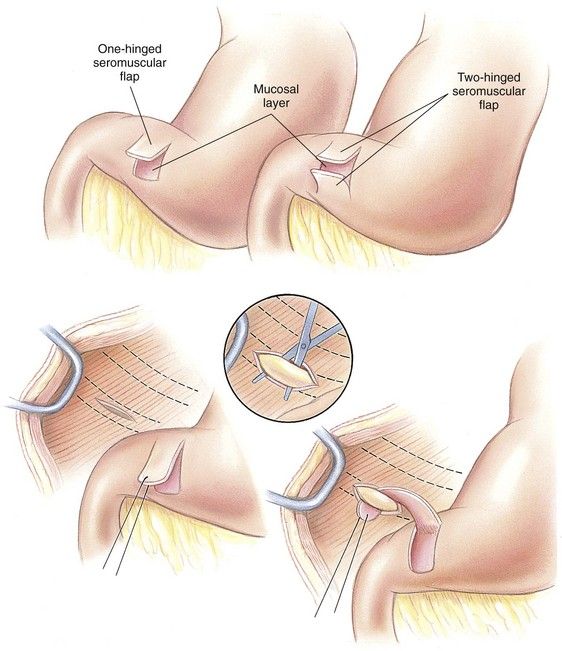 One-hinged
seromuscular
flap
Mucosal
layer
Two-hinged
seromuscular
flap